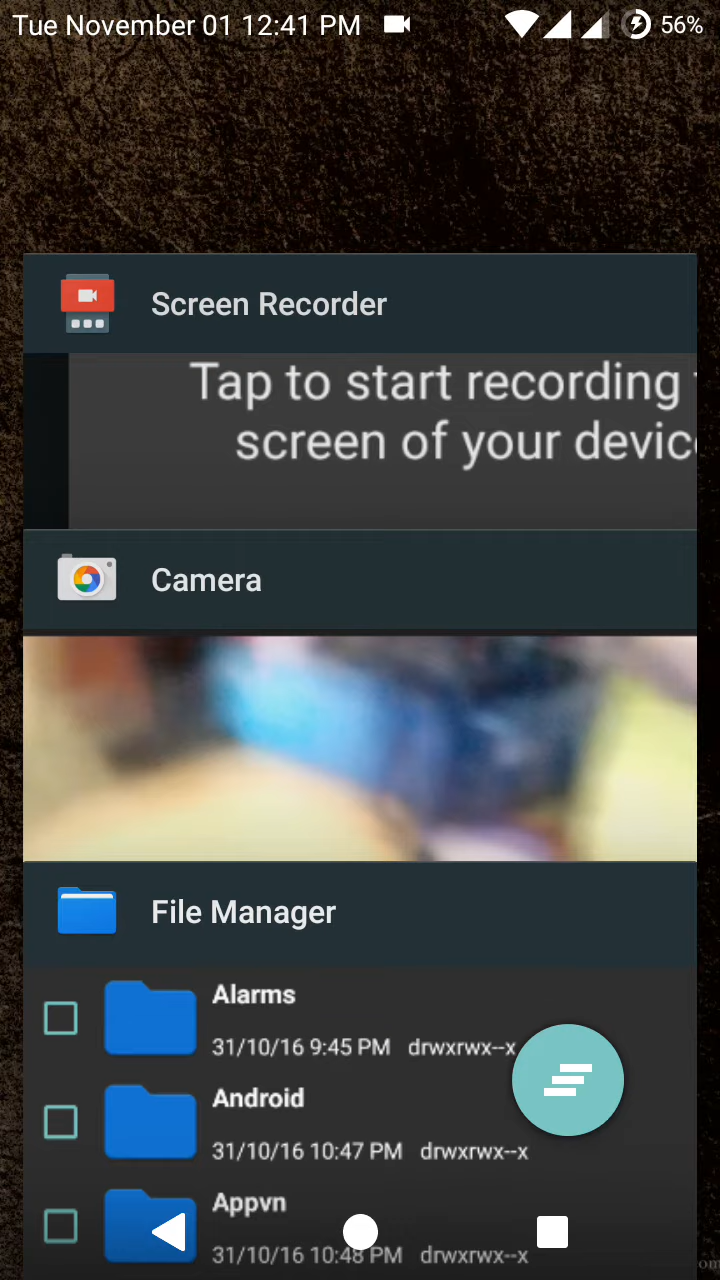 Tue November 01 12:41 PM 56%
Screen Recorder
Tap to start recording
screen of your
Camera
File Manager
Alarms
31/10/16 9:45 PM drwxrwx--x
Android
31/10/16 10:47 PM drwxrwx--x
Appvn
31/10/16 10:48 PM drwxrwx--x